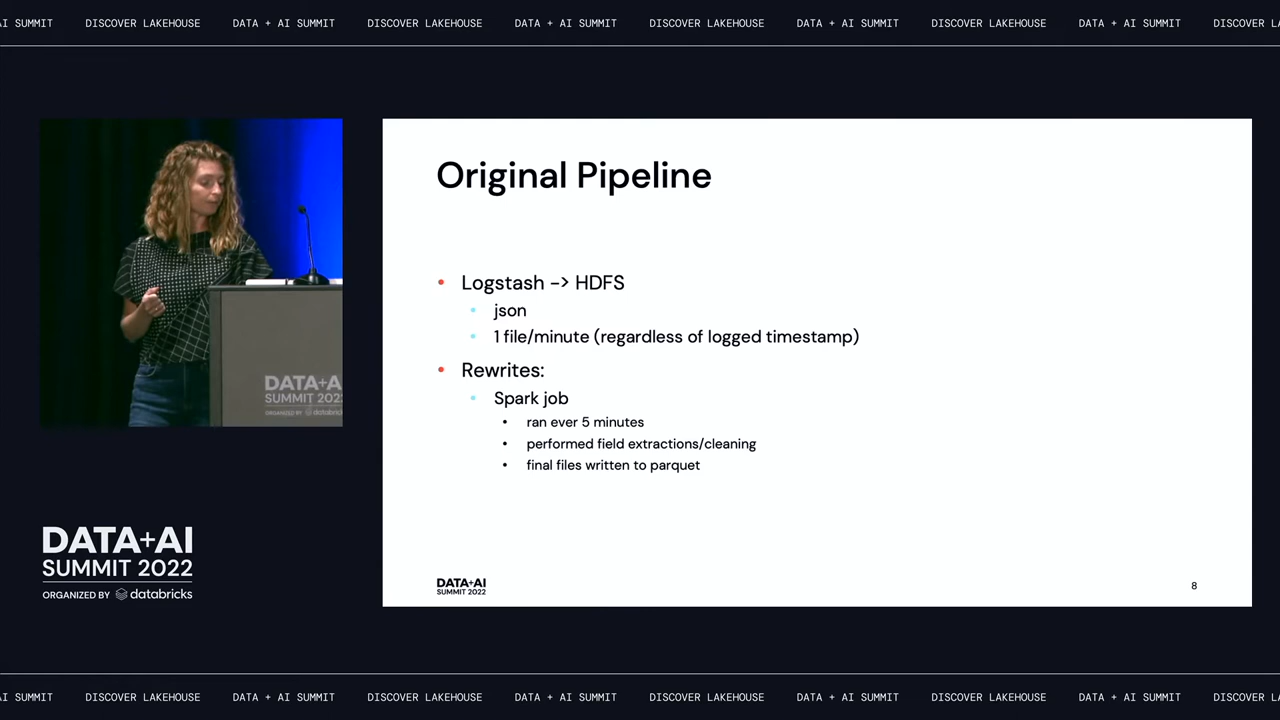 AI SUMMIT DISCOVER LAKEHOUSE DATA + AI SUMMIT DISCOVER LAKEHOUSE DATA + AI SUMMIT DISCOVER LAKEHOUSE DATA + AI SUMMIT DISCOVER LAKEHOUSE DATA + AI SUMMIT DISCOVER L
Original Pipeline
• Logstash -> HDFS
• json
• 1 file/minute (regardless of logged timestamp)
• Rewrites:
• Spark job
• ran ever 5 minutes
• performed field extractions/cleaning
• final files written to parquet
DATA+AI
SUMMIT 2022
8
DATA+A
SUMMIT 202
ORGANIZED BY databricks
DATA+AI
SUMMIT 2022
ORGANIZED BY databricks
AI SUMMIT DISCOVER LAKEHOUSE DATA + AI SUMMIT DISCOVER LAKEHOUSE DATA + AI SUMMIT DISCOVER LAKEHOUSE DATA + AI SUMMIT DISCOVER LAKEHOUSE DATA + AI SUMMIT DISCOVER L